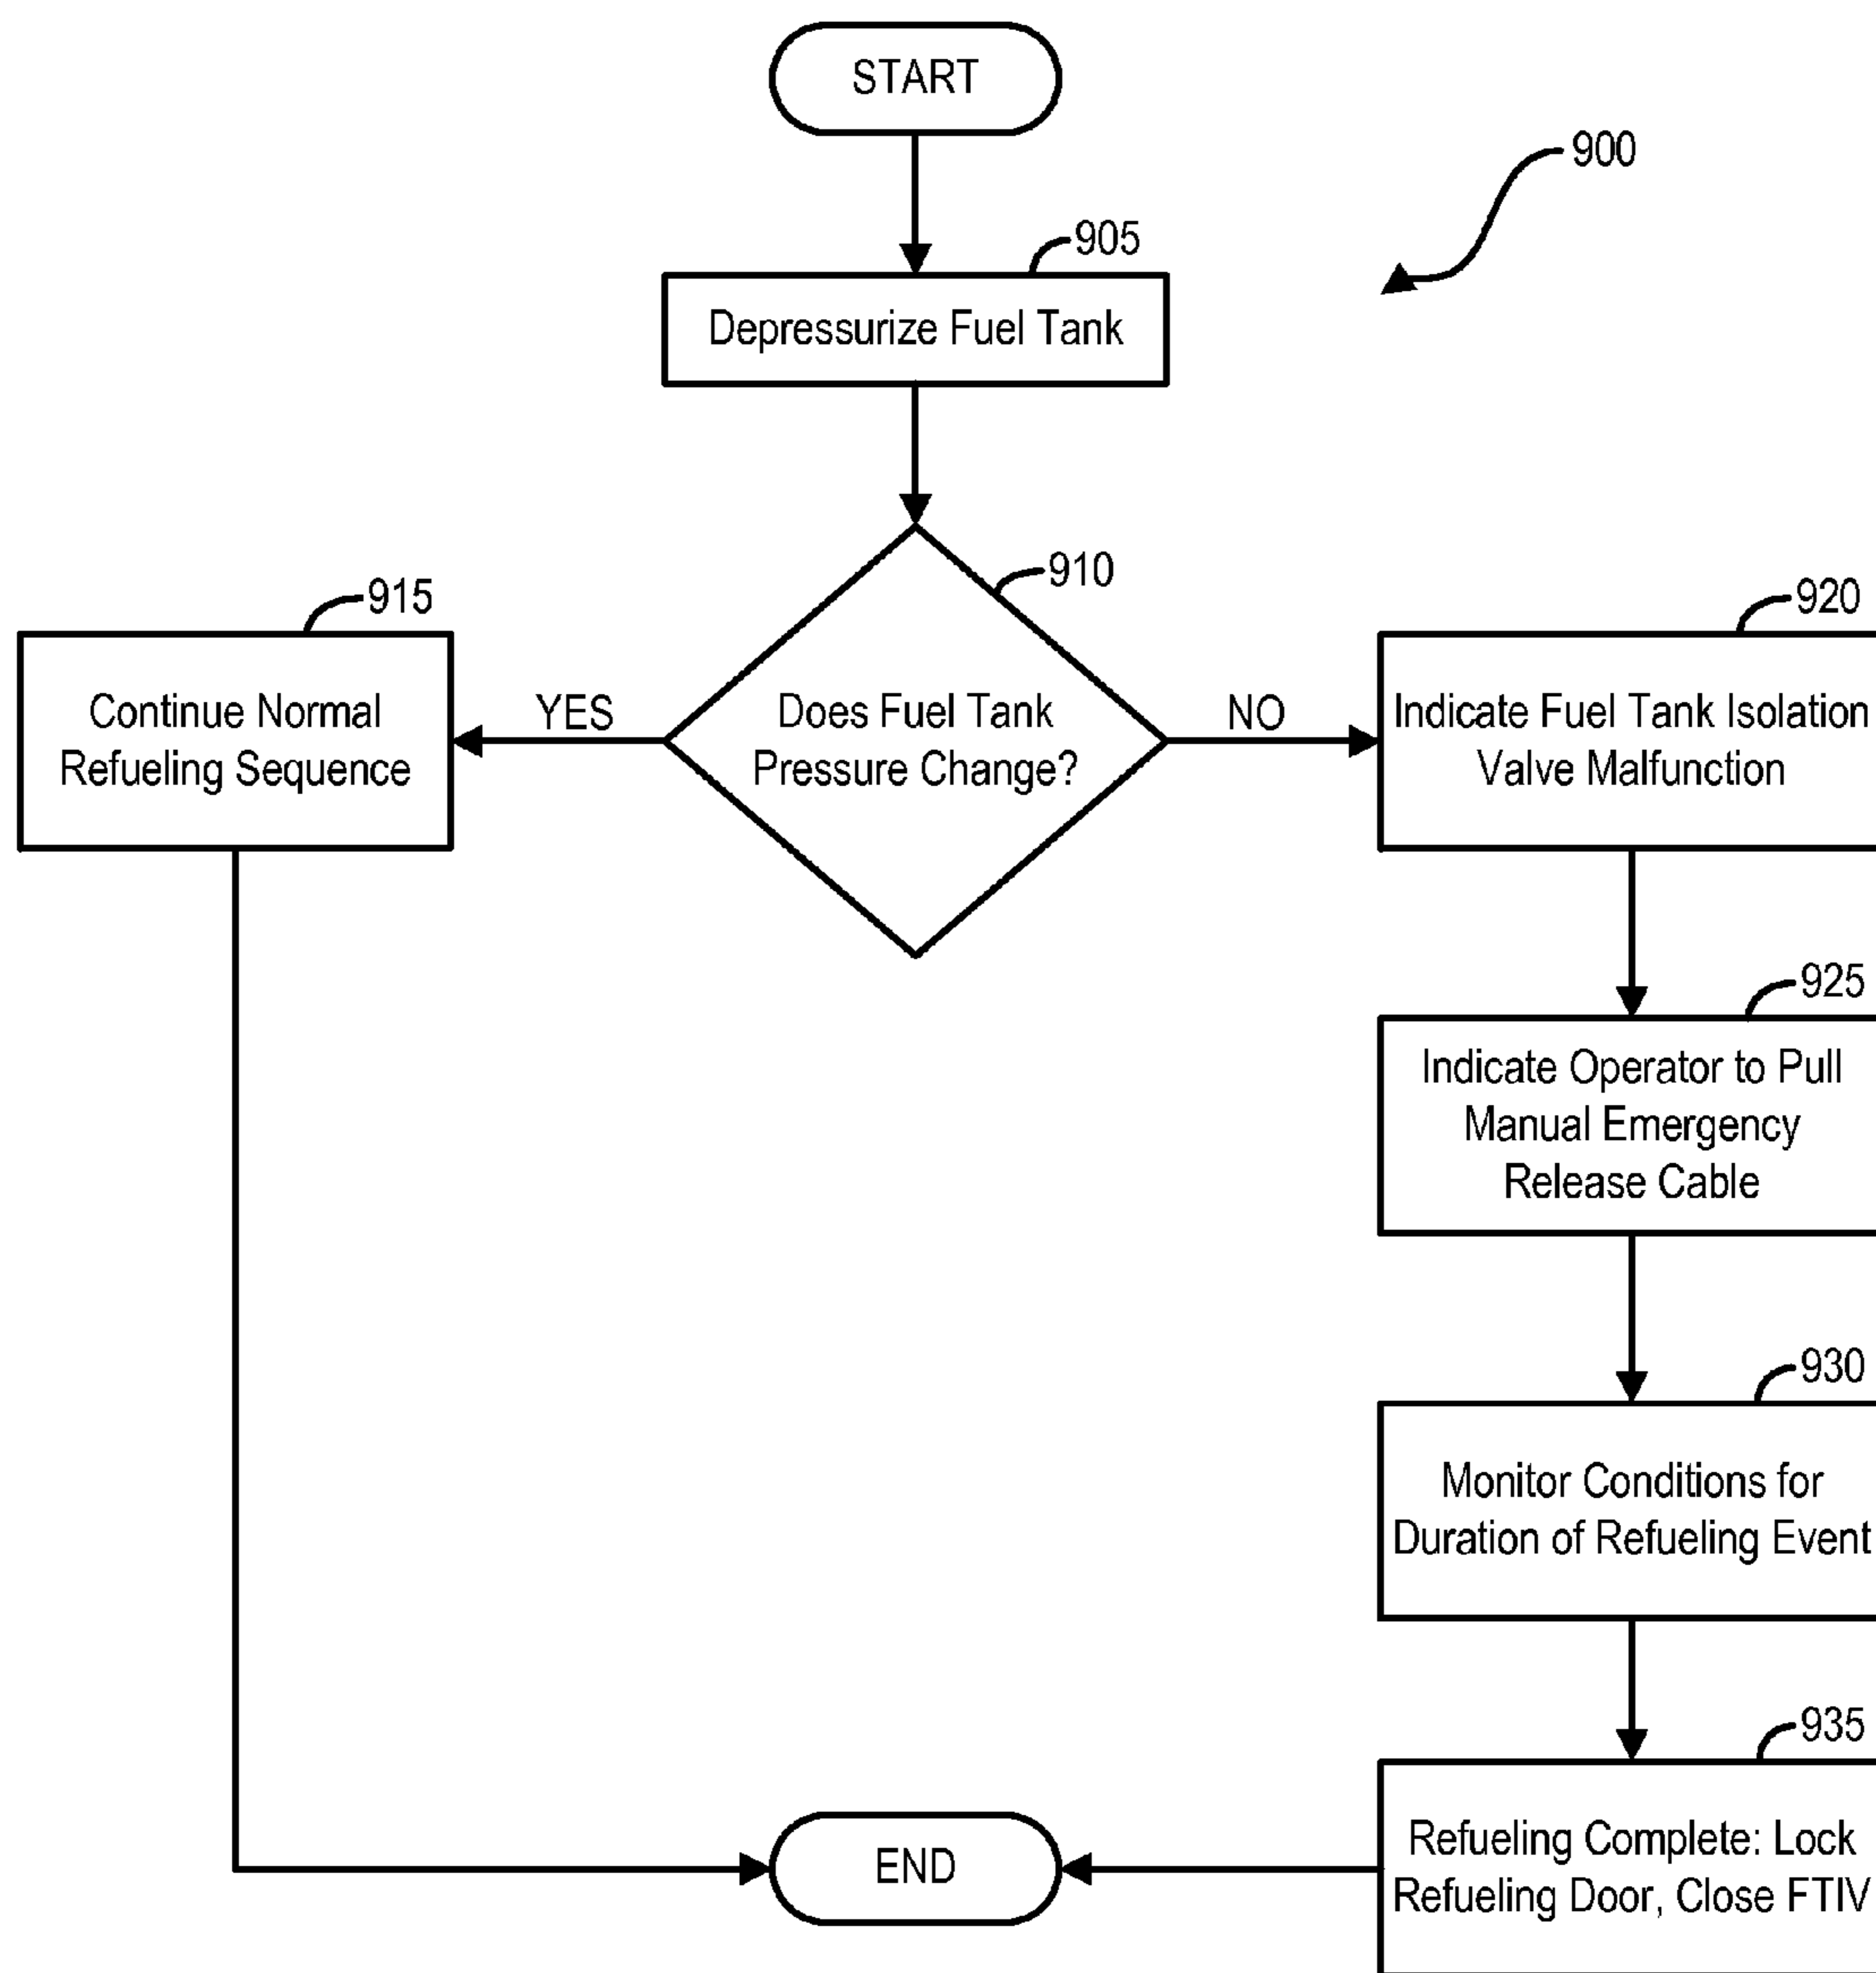 START
900
905
Depressurize Fuel Tank
910
915
920
Continue Normal
Refueling Sequence
YES
Does Fuel Tank
Pressure Change?
NO
Indicate Fuel Tank Isolation
Valve Malfunction
925
Indicate Operator to Pull
Manual Emergency
Release Cable
930
Monitor Conditions for
Duration of Refueling Event
935
Refueling Complete: Lock
Refueling Door, Close FTIV
END